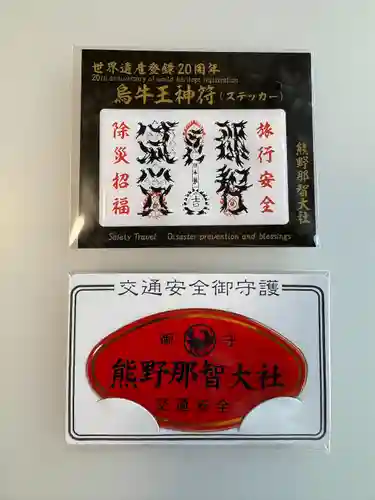 世界遺産登録20周年
20th anniversary of world heritage registration
烏牛王神符(ステッカー)
除災招福
旅行安全
熊野那智大社
Safety Travel Disaster prevention and blessings
交通安全御守護
御守
熊野那智大社
交通安全